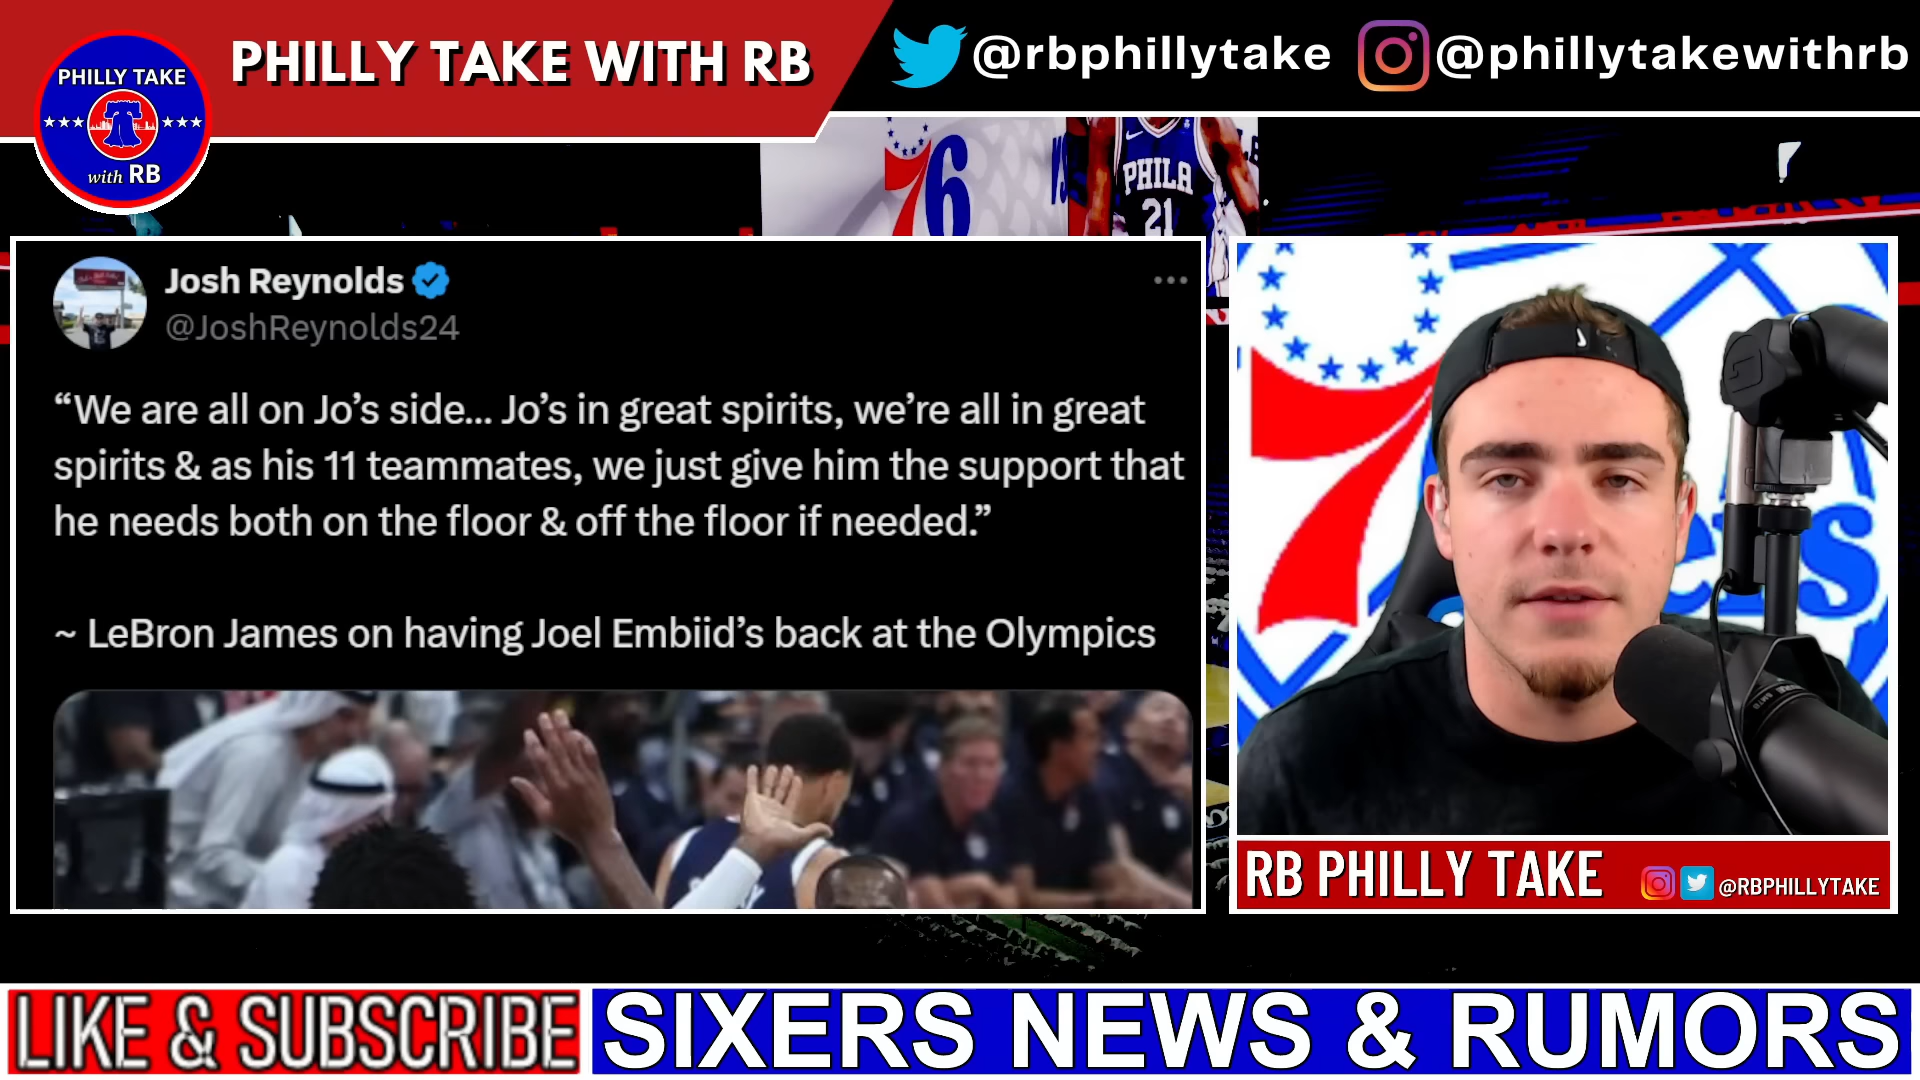 PHILLY TAKE WITH RB
@rbphillytake
@phillytakewithrb
PHILLY TAKE
with RB
76
PHILA
21
Josh Reynolds
@JoshReynolds24
“We are all on Jo’s side... Jo’s in great spirits, we’re all in great
spirits & as his 11 teammates, we just give him the support that
he needs both on the floor & off the floor if needed.”
~ LeBron James on having Joel Embiid’s back at the Olympics
7
ers
RB PHILLY TAKE
@RBPHILLYTAKE
LIKE & SUBSCRIBE
SIXERS NEWS & RUMORS